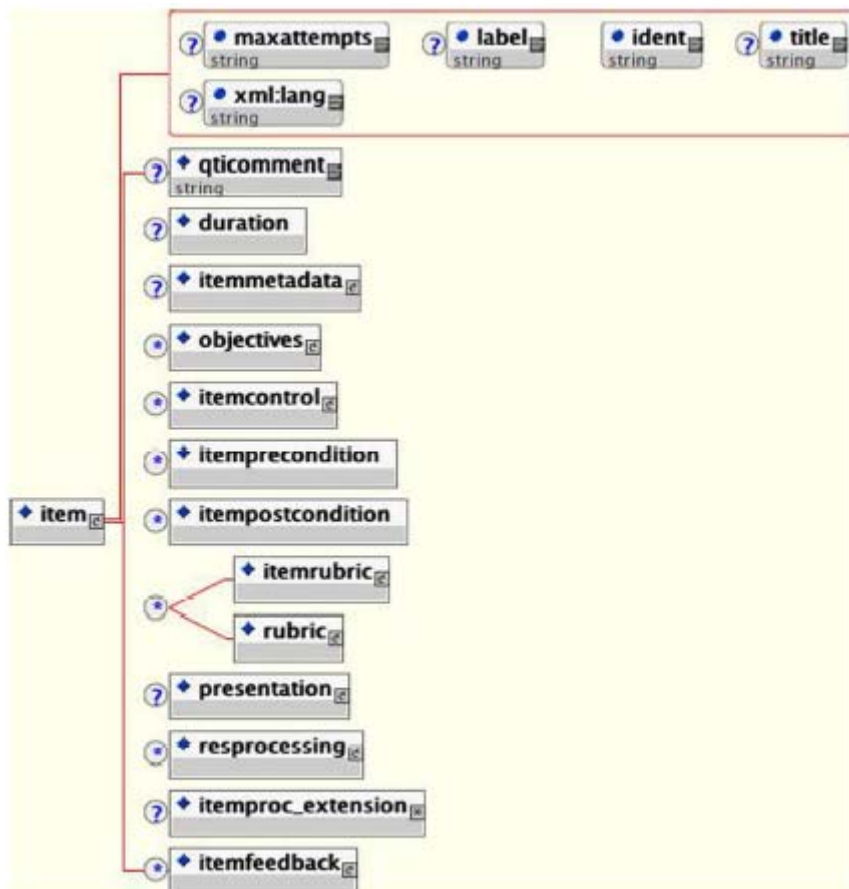 ? maxattempts ? label ident ? title
string string string string
? xml:lang
string
? qticomment
string
? duration
? itemmetadata
* objectives
* itemcontrol
* itemprecondition
item * itempostcondition
itemrubric
*
rubric
? presentation
* resprocessing
? itemproc_extension
* itemfeedback